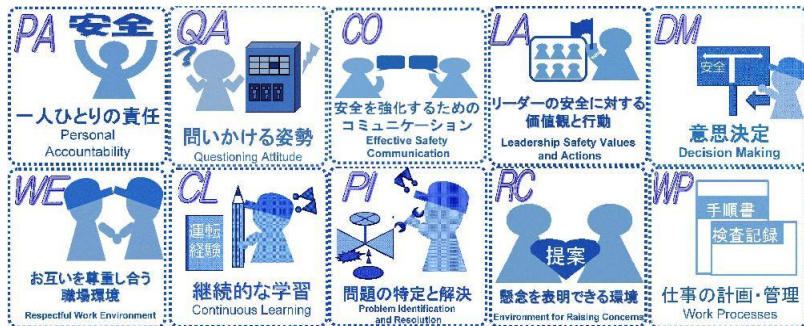 PA
安全
一人ひとりの責任
Personal
Accountability
QA
?
問いかける姿勢
Questioning Attitude
CO
安全を強化するための
コミュニケーション
Effective Safety
Communication
LA
リーダーの安全に対する
価値観と行動
Leadership Safety Values
and Actions
DM
安全
意思決定
Decision Making
WE
お互いを尊重し合う
職場環境
Respectful Work Environment
CL
運転
経験
継続的な学習
Continuous Learning
PI
問題の特定と解決
Problem Identification
and Resolution
RC
提案
懸念を表明できる環境
Environment for Raising Concerns
WP
手順書
検査記録
仕事の計画・管理
Work Processes